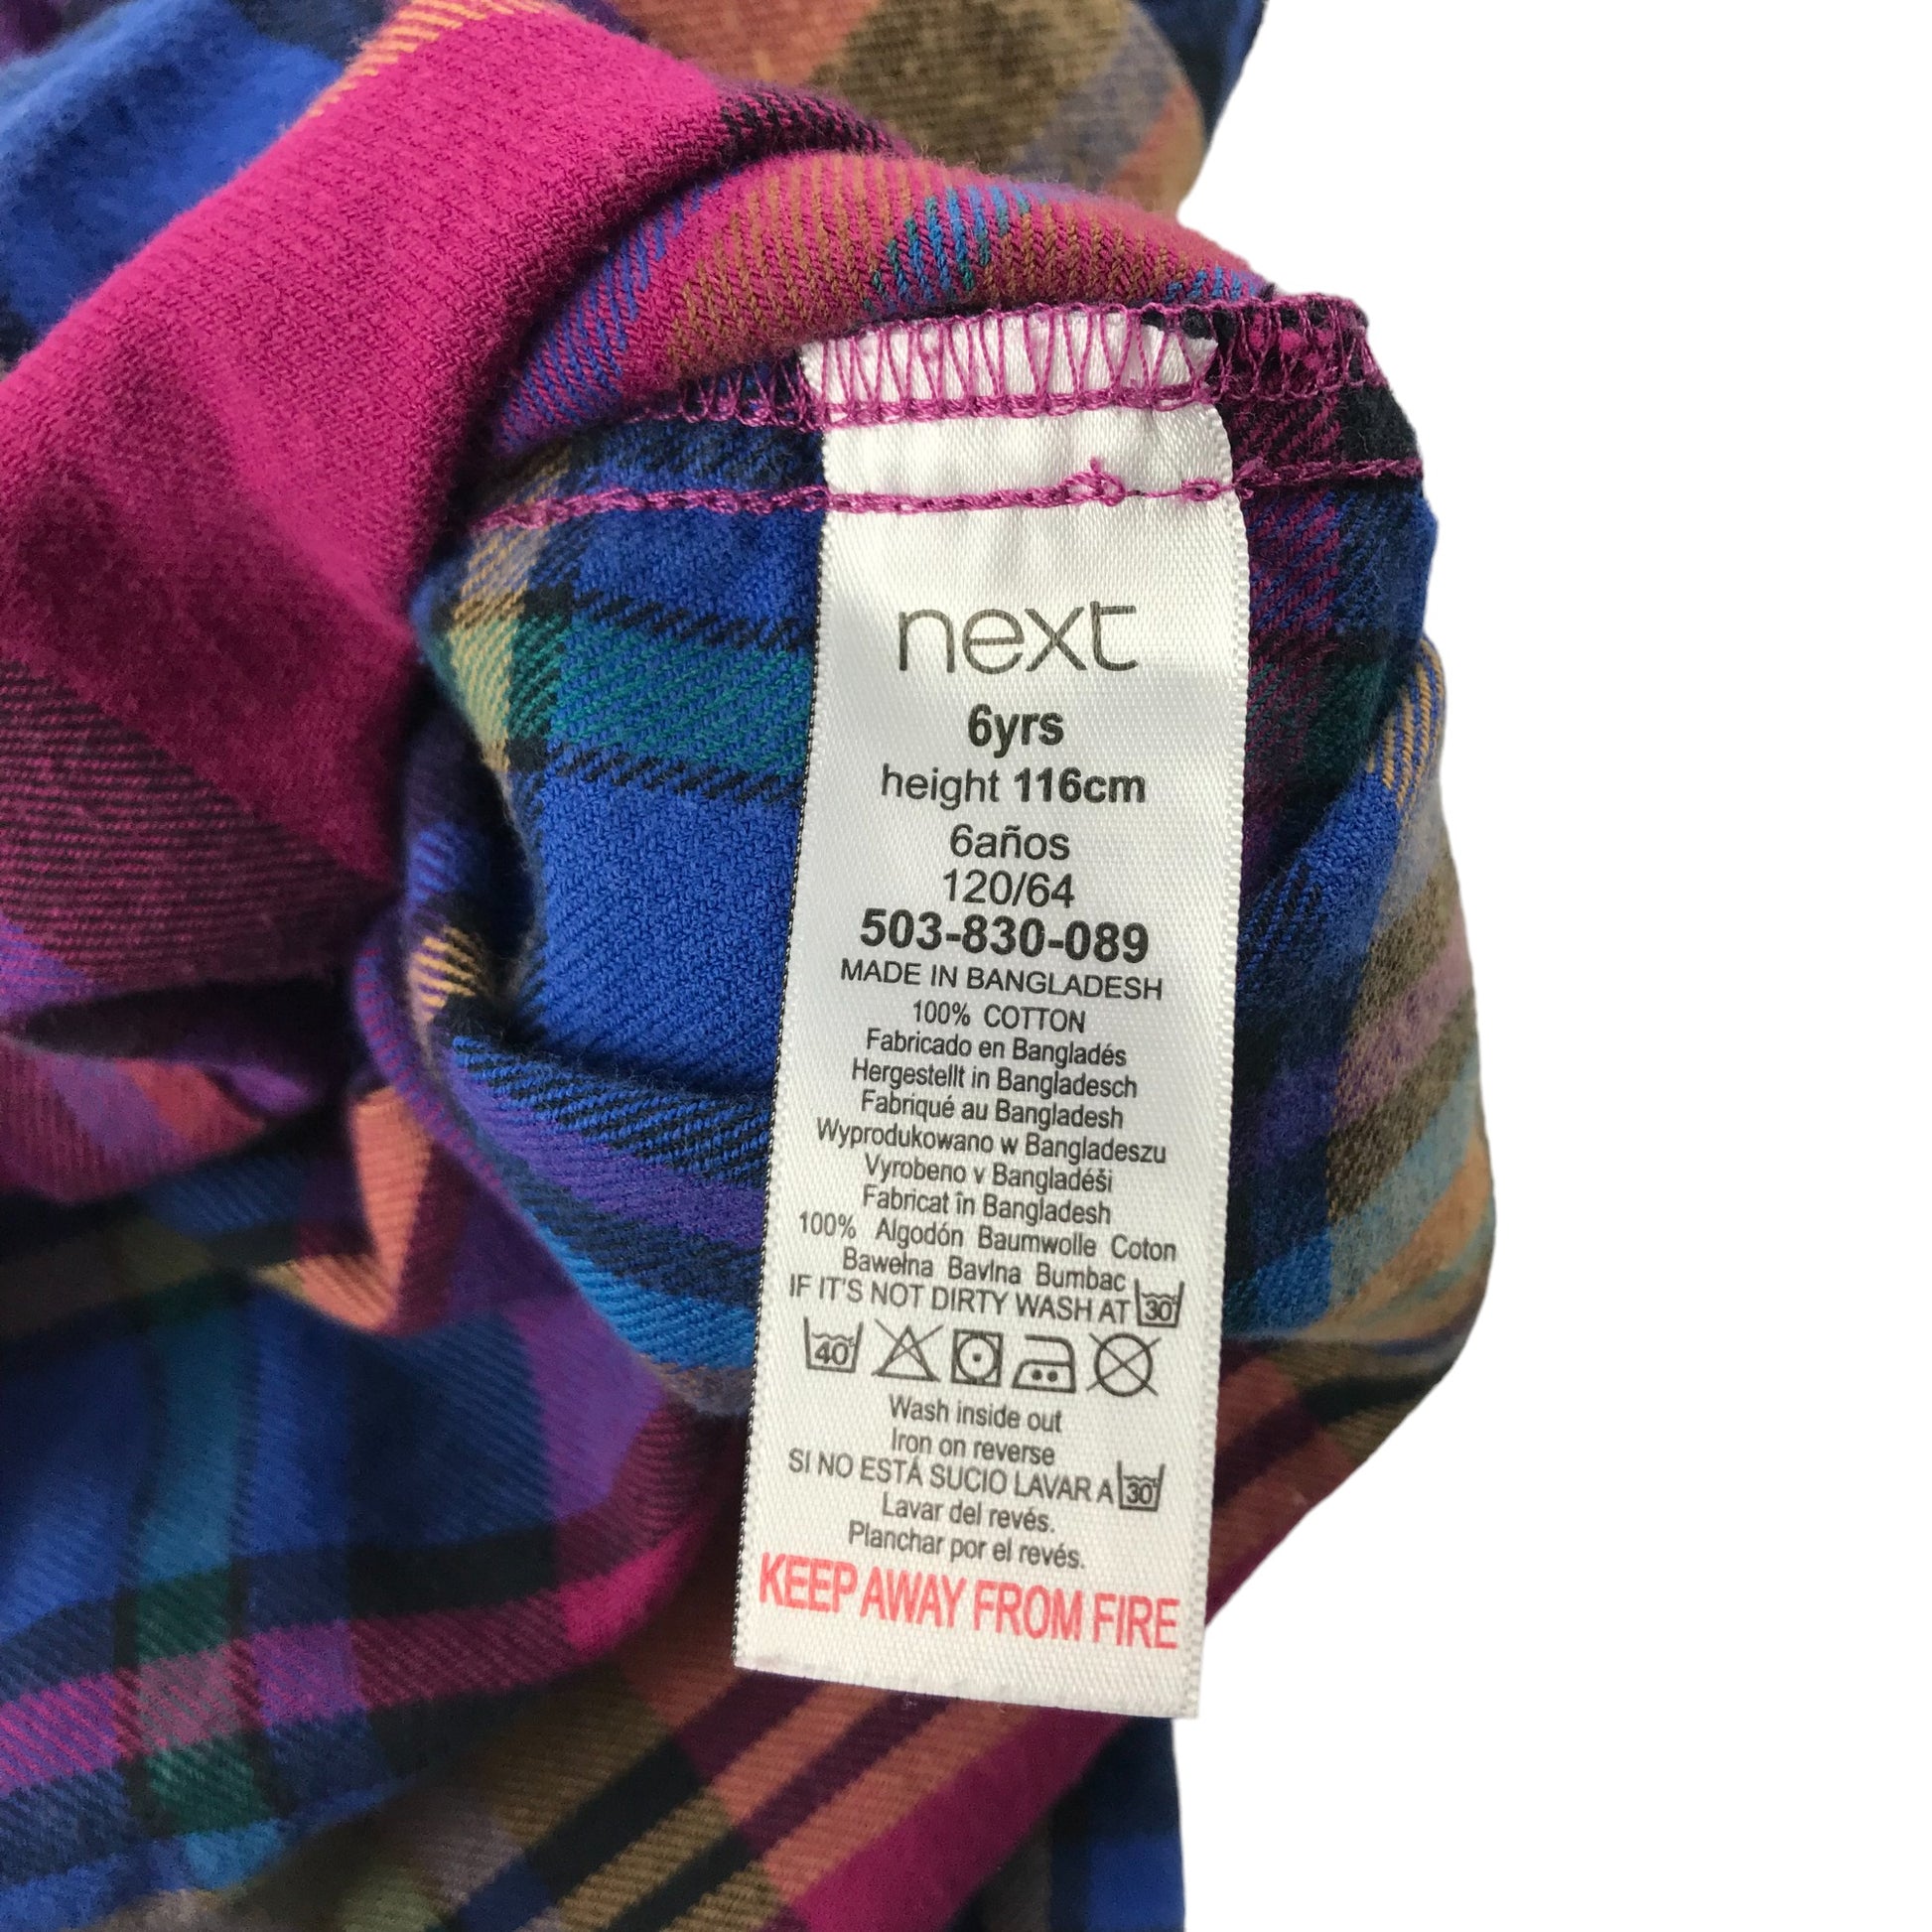 next
6yrs
height 116cm
6años
120/64
503-830-089
MADE IN BANGLADESH
100% COTTON
Fabricado en Bangladés
Hergestellt in Bangladesch
Fabriqué au Bangladesh
Wyprodukowano w Bangladeszu
Vyrobeno v Bangladéši
Fabricat în Bangladesh
100% Algodón Baumwolle Coton
Bawełna Bavlna Bumbac
IF IT'S NOT DIRTY WASH AT 30°
40°
Wash inside out
Iron on reverse
SI NO ESTÁ SUCIO LAVAR A 30°
Lavar del revés.
Planchar por el revés.
KEEP AWAY FROM FIRE